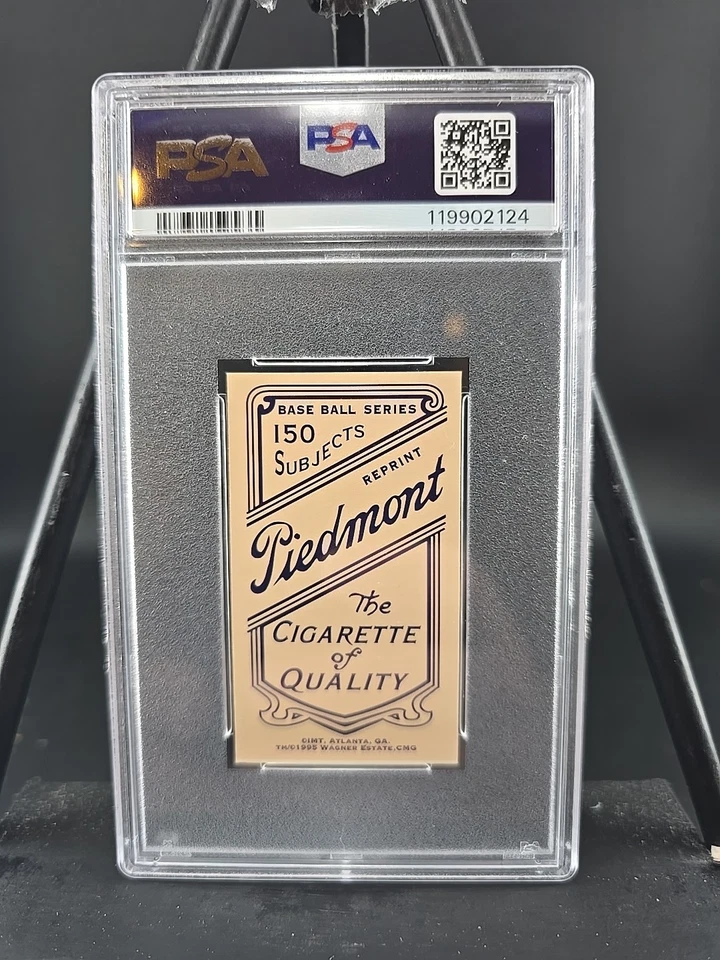 PSA
PSA
119902124
BASE BALL SERIES
150
SUBJECTS
REPRINT
Piedmont
The
CIGARETTE
of
QUALITY
©IMT, ATLANTA, GA.
TM/©1995 WAGNER ESTATE, CMG